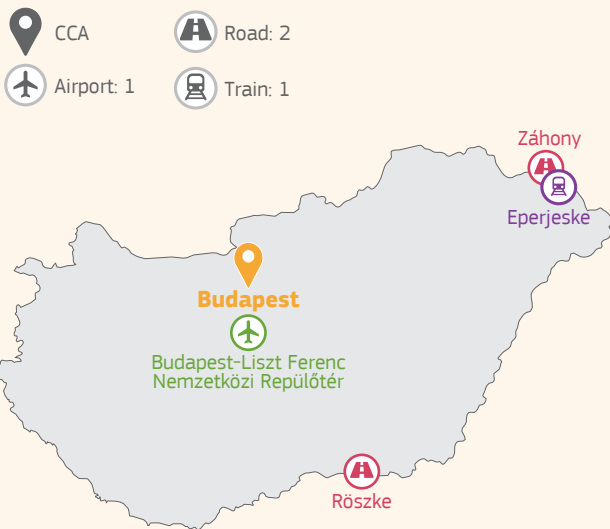 CCA
Road: 2
Airport: 1
Train: 1
Záhony
Eperjeske
Budapest
Budapest-Liszt Ferenc
Nemzetközi Repülőtér
Röszke